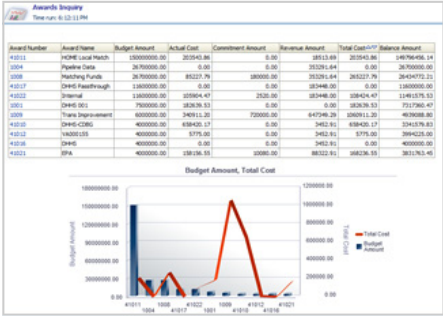 Awards Inquiry
Time run: 6:12:11 PM
Award Number Award Name Budget Amount Actual Cost Commitment Amount Revenue Amount Total Cost Balance Amount
41011 HOME Local Match 150000000.00 203543.86 0.00 18513.69 203543.86 149796456.14
1004 Pipeline Data 26700000.00 0.00 0.00 353291.64 0.00 26700000.00
1008 Matching Funds 26700000.00 85227.79 180000.00 353291.64 265227.79 26434772.21
41017 DHHS Passthrough 11600000.00 0.00 0.00 183448.00 0.00 11600000.00
41022 Internal 11600000.00 105904.47 2520.00 183448.00 108424.47 11491575.53
1001 DHHS 001 7500000.00 182639.53 0.00 0.00 182639.53 7317360.47
1009 Trans Improvement 6000000.00 340911.20 720000.00 647349.29 1060911.20 4939088.80
41010 DHHS-CDBG 4000000.00 658420.17 0.00 3452.91 658420.17 3341579.83
41012 VA200155 4000000.00 5775.00 0.00 3452.91 5775.00 3994225.00
41016 DHHS 4000000.00 0.00 0.00 3452.91 0.00 4000000.00
41021 EPA 4000000.00 158156.55 10080.00 88322.91 168236.55 3831763.45
Budget Amount, Total Cost
180000000.00
150000000.00
120000000.00
90000000.00
60000000.00
30000000.00
0.00
Budget Amount
1200000.00
1000000.00
800000.00
600000.00
400000.00
200000.00
0.00
Total Cost
Total Cost
Budget Amount
41011 41017 41022 1009 41012 41021
1004 1008 1001 41010 41016